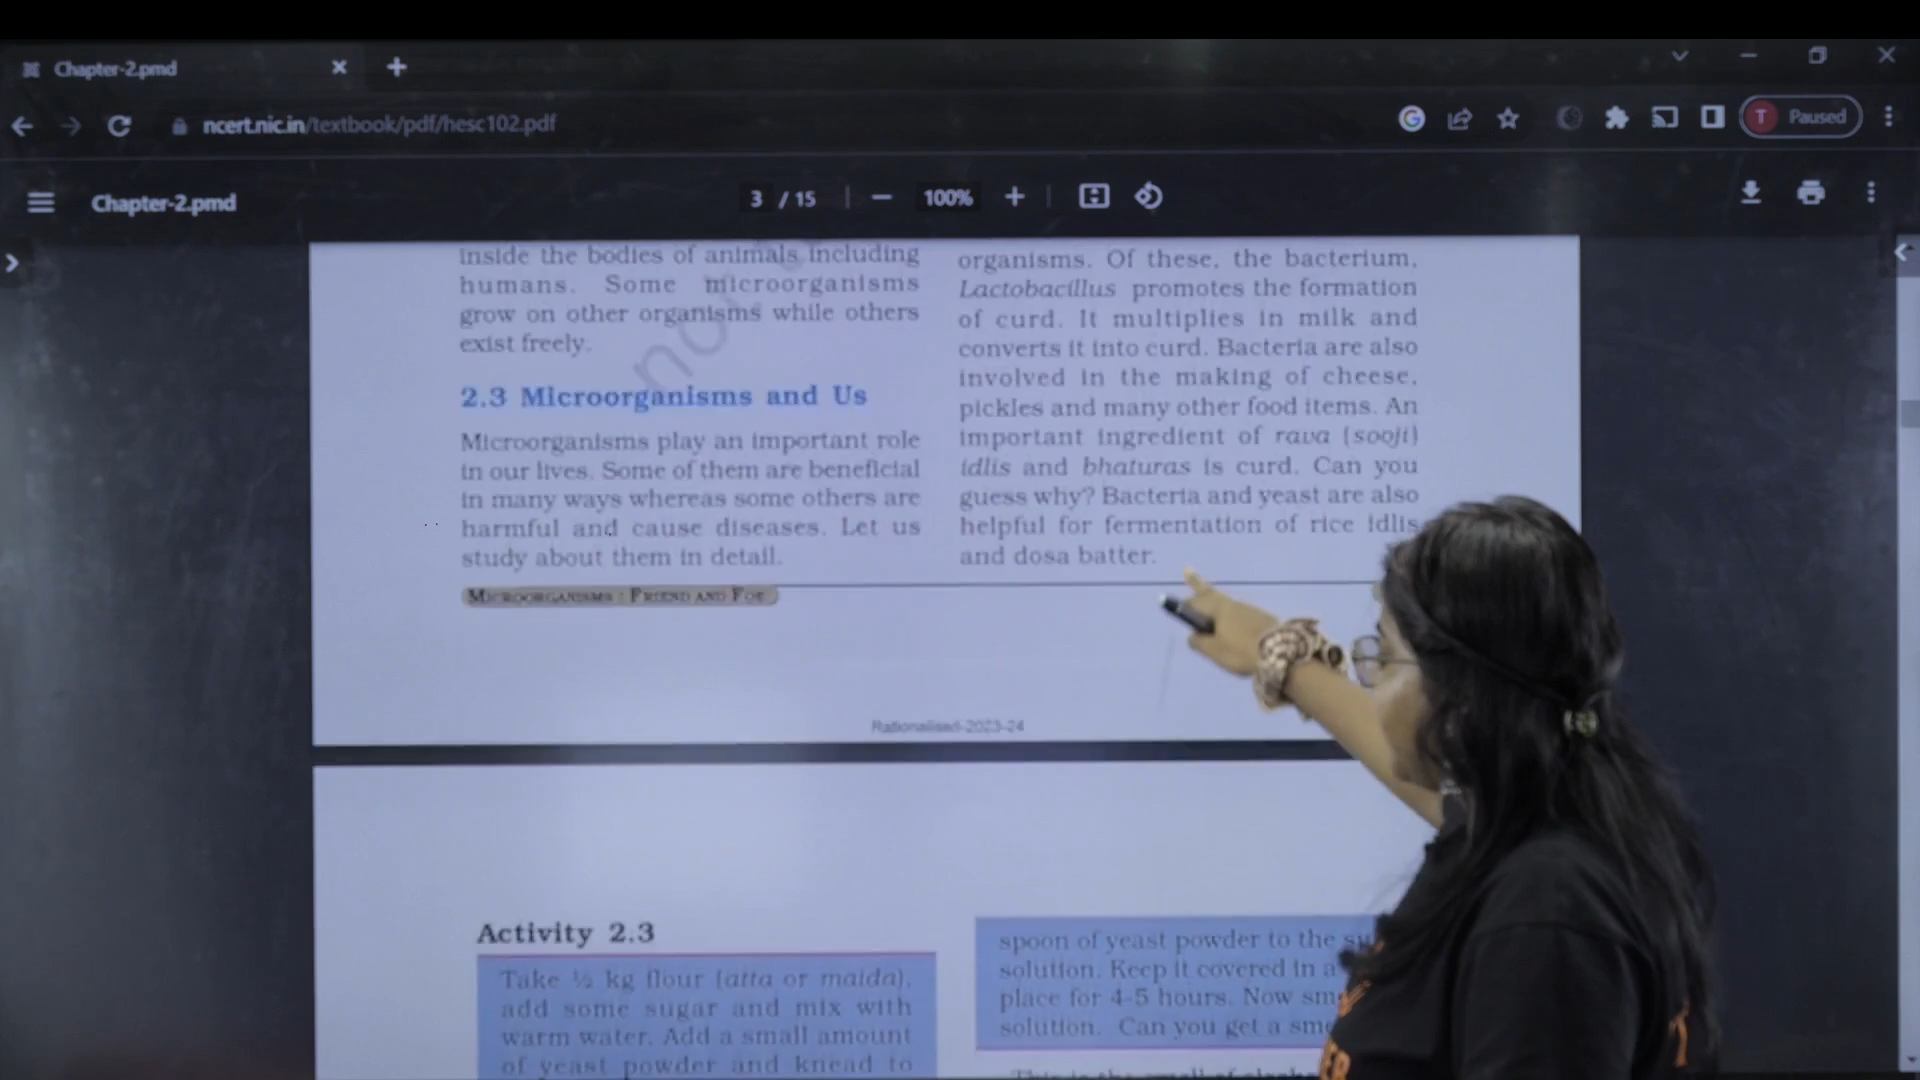 Chapter-2.pmd
ncert.nic.in/textbook/pdf/hesc102.pdf
T Paused
Chapter-2.pmd
3 / 15
100%
inside the bodies of animals including
humans. Some microorganisms
grow on other organisms while others
exist freely.
2.3 Microorganisms and Us
Microorganisms play an important role
in our lives. Some of them are beneficial
in many ways whereas some others are
harmful and cause diseases. Let us
study about them in detail.
organisms. Of these, the bacterium,
Lactobacillus promotes the formation
of curd. It multiplies in milk and
converts it into curd. Bacteria are also
involved in the making of cheese,
pickles and many other food items. An
important ingredient of rava (sooji)
idlis and bhaturas is curd. Can you
guess why? Bacteria and yeast are also
helpful for fermentation of rice idlis
and dosa batter.
MICROORGANISMS : FRIEND AND FOE
Rationalised-2023-24
Activity 2.3
Take ½ kg flour (atta or maida),
add some sugar and mix with
warm water. Add a small amount
of yeast powder and knead to
spoon of yeast powder to the
solution. Keep it covered in a
place for 4-5 hours. Now
solution. Can you get a